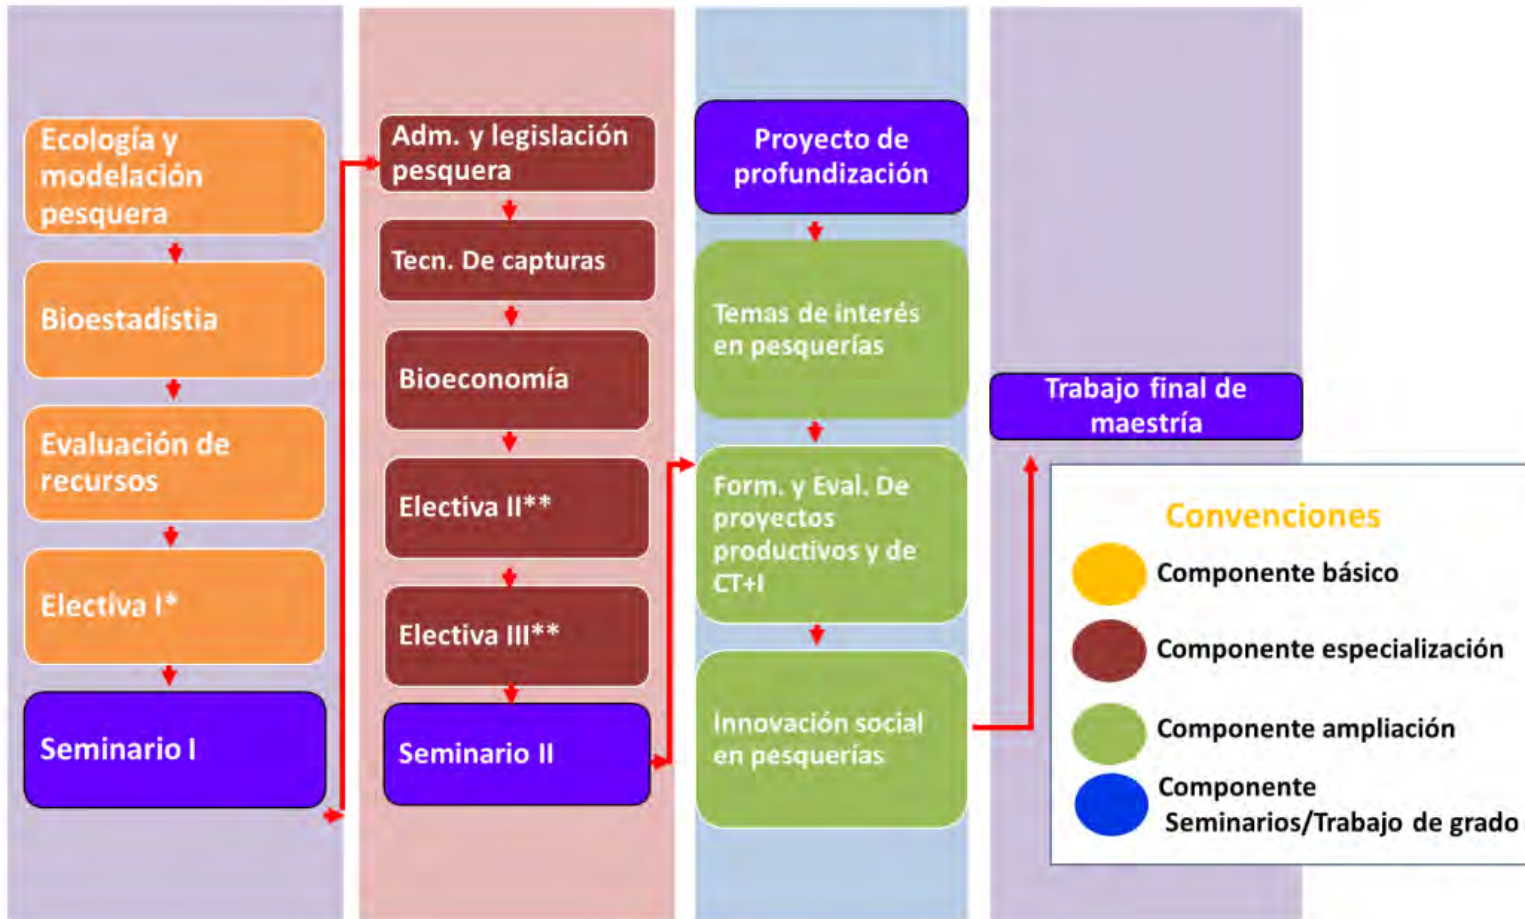 Ecología y
modelación
pesquera
Bioestadístia
Evaluación de
recursos
Electiva I*
Seminario I
Adm. y legislación
pesquera
Tecn. De capturas
Bioeconomía
Electiva II**
Electiva III**
Seminario II
Proyecto de
profundización
Temas de interés
en pesquerías
Form. y Eval. De
proyectos
productivos y de
CT+I
Innovación social
en pesquerías
Trabajo final de
maestría
Convenciones
Componente básico
Componente especialización
Componente ampliación
Componente
Seminarios/Trabajo de grado